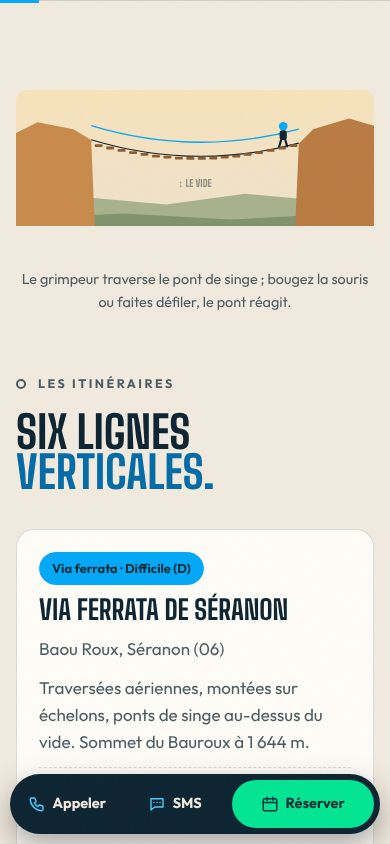 : LE VIDE
Le grimpeur traverse le pont de singe ; bougez la souris
ou faites défiler, le pont réagit.
LES ITINÉRAIRES
SIX LIGNES
VERTICALES.
Via ferrata · Difficile (D)
VIA FERRATA DE SÉRANON
Baou Roux, Séranon (06)
Traversées aériennes, montées sur
échelons, ponts de singe au-dessus du
vide. Sommet du Bauroux à 1 644 m.
Appeler SMS Réserver